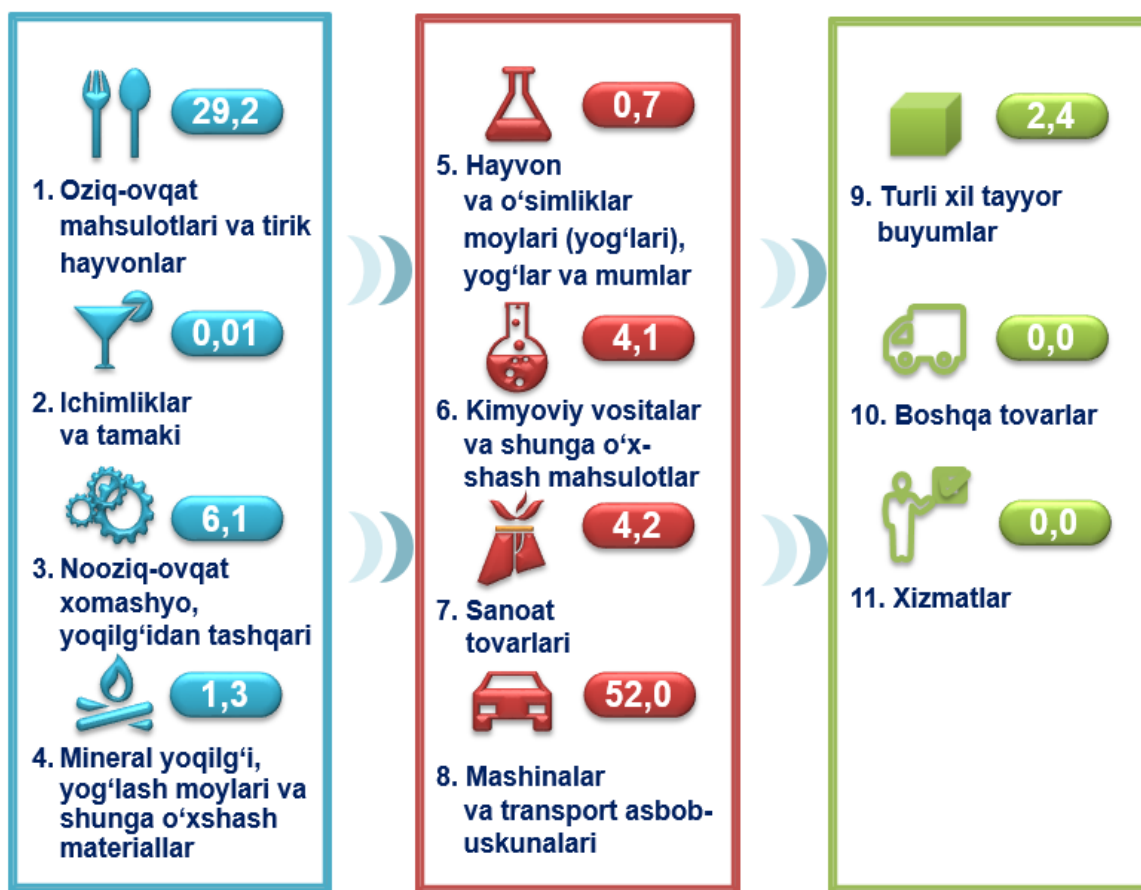 29,2
1. Oziq-ovqat
mahsulotlari va tirik
hayvonlar
0,01
2. Ichimliklar
va tamaki
6,1
3. Nooziq-ovqat
xomashyo,
yoqilg‘idan tashqari
1,3
4. Mineral yoqilg‘i,
yog‘lash moylari va
shunga o‘xshash
materiallar
0,7
5. Hayvon
va o‘simliklar
moylari (yog‘lari),
yog‘lar va mumlar
4,1
6. Kimyoviy vositalar
va shunga o‘x-
shash mahsulotlar
4,2
7. Sanoat
tovarlari
52,0
8. Mashinalar
va transport asbob-
uskunalari
2,4
9. Turli xil tayyor
buyumlar
0,0
10. Boshqa tovarlar
0,0
11. Xizmatlar